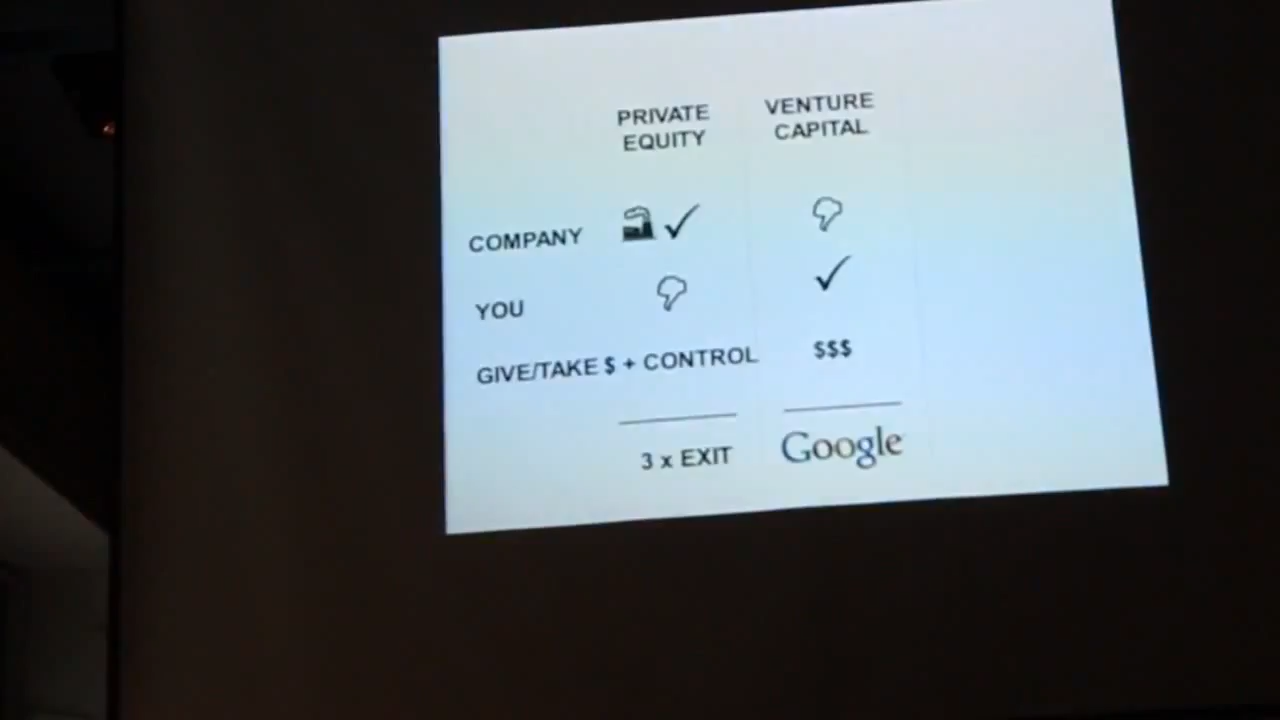 PRIVATE EQUITY VENTURE CAPITAL
COMPANY ✓
YOU ✓
GIVE/TAKE $ + CONTROL $$$
3 x EXIT Google